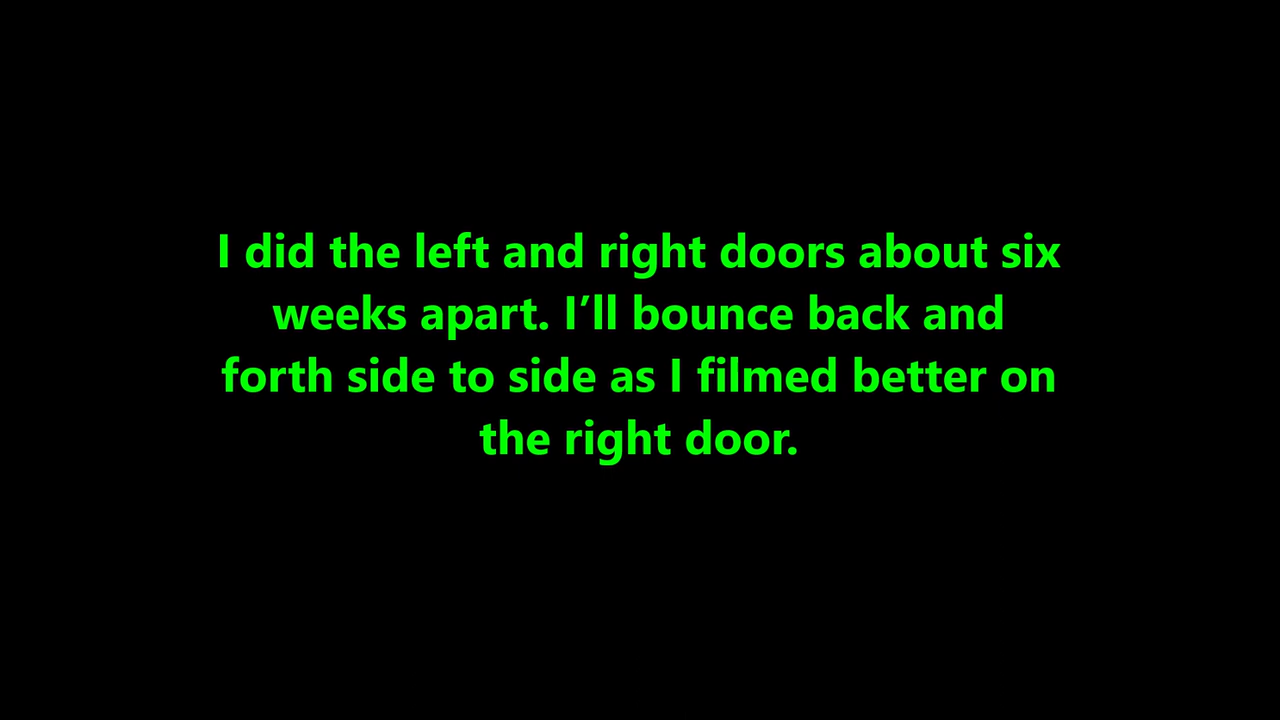 I did the left and right doors about six
weeks apart. I’ll bounce back and
forth side to side as I filmed better on
the right door.